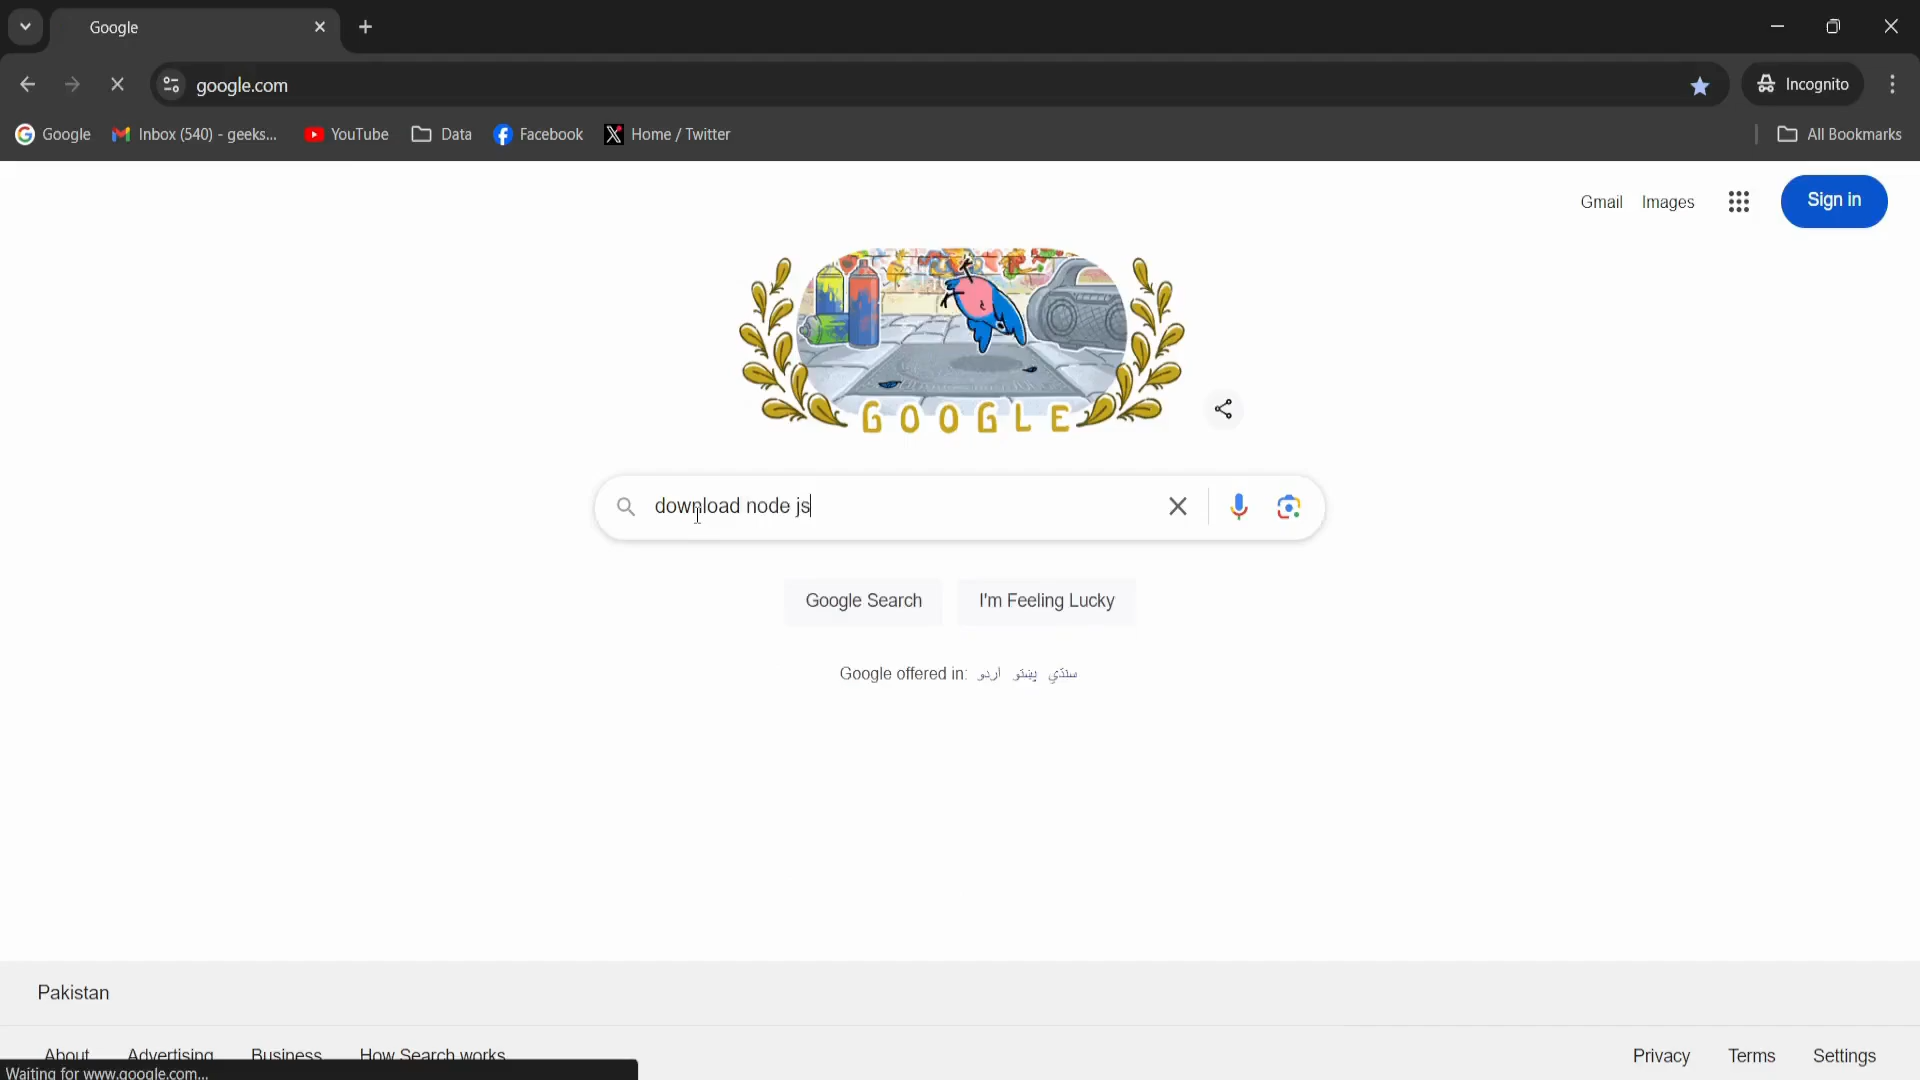 Google
google.com
Incognito
Google Inbox (540) - geeks... YouTube Data Facebook Home / Twitter All Bookmarks
Gmail Images Sign in
GOOGLE
download node js
Google Search I'm Feeling Lucky
Google offered in: اردو پښتو سنڌي
Pakistan
About Advertising Business How Search works Privacy Terms Settings
Waiting for www.google.com...